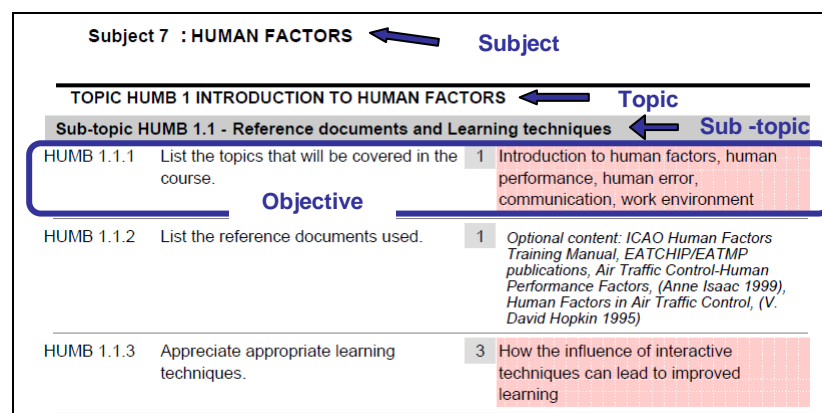 Subject 7 : HUMAN FACTORS
Subject
TOPIC HUMB 1 INTRODUCTION TO HUMAN FACTORS
Topic
Sub-topic HUMB 1.1 - Reference documents and Learning techniques
Sub -topic
HUMB 1.1.1 List the topics that will be covered in the 1 Introduction to human factors, human
course. performance, human error,
communication, work environment
Objective
HUMB 1.1.2 List the reference documents used. 1 Optional content: ICAO Human Factors
Training Manual, EATCHIP/EATMP
publications, Air Traffic Control-Human
Performance Factors, (Anne Isaac 1999),
Human Factors in Air Traffic Control, (V.
David Hopkin 1995)
HUMB 1.1.3 Appreciate appropriate learning 3 How the influence of interactive
techniques. techniques can lead to improved
learning